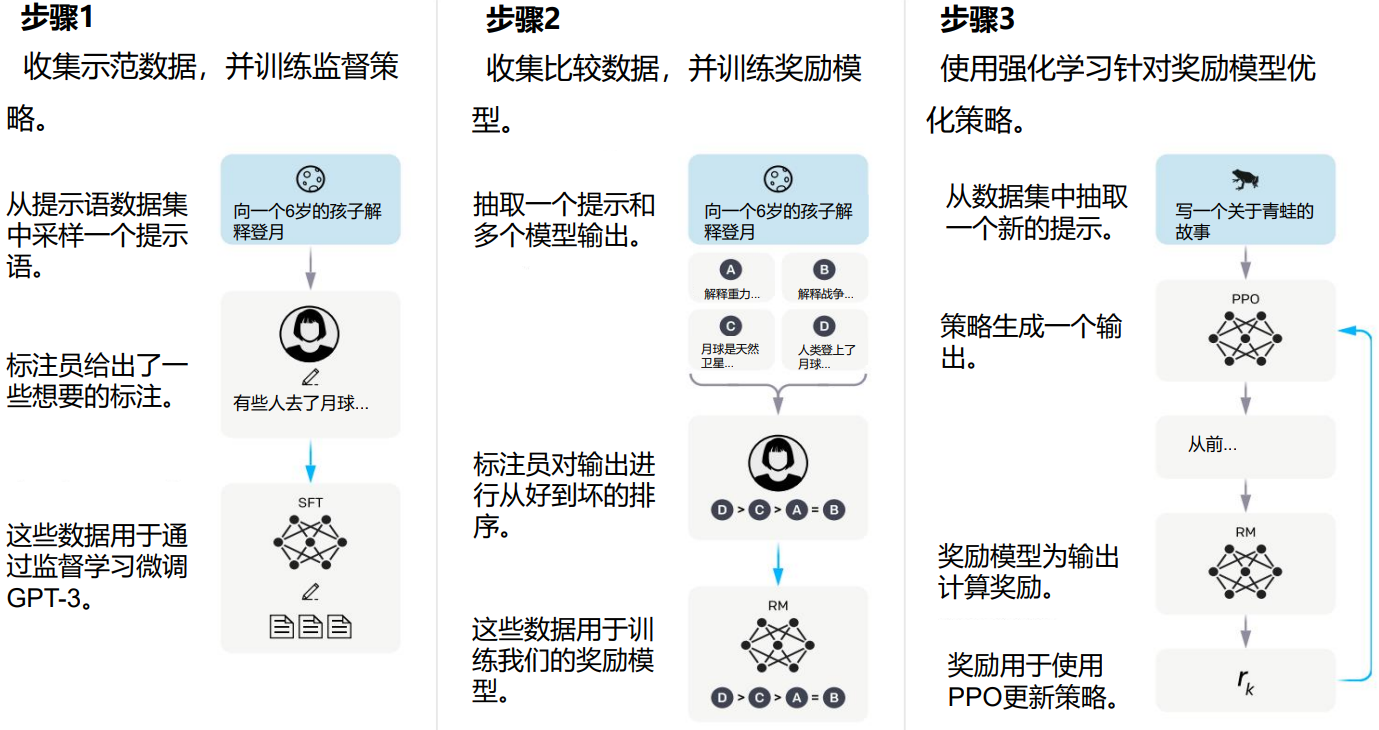 步骤1
收集示范数据，并训练监督策
略。
从提示语数据集
中采样一个提示
语。
向一个6岁的孩子解
释登月
标注员给出了一
些想要的标注。
有些人去了月球...
这些数据用于通
过监督学习微调
GPT-3。
SFT
步骤2
收集比较数据，并训练奖励模
型。
抽取一个提示和
多个模型输出。
向一个6岁的孩子解
释登月
A
解释重力...
B
解释战争...
C
月球是天然
卫星...
D
人类登上了
月球...
标注员对输出进
行从好到坏的排
序。
D > C > A = B
这些数据用于训
练我们的奖励模
型。
RM
D > C > A = B
步骤3
使用强化学习针对奖励模型优
化策略。
从数据集中抽取
一个新的提示。
写一个关于青蛙的
故事
策略生成一个输
出。
PPO
从前...
奖励模型为输出
计算奖励。
RM
奖励用于使用
PPO更新策略。
rk